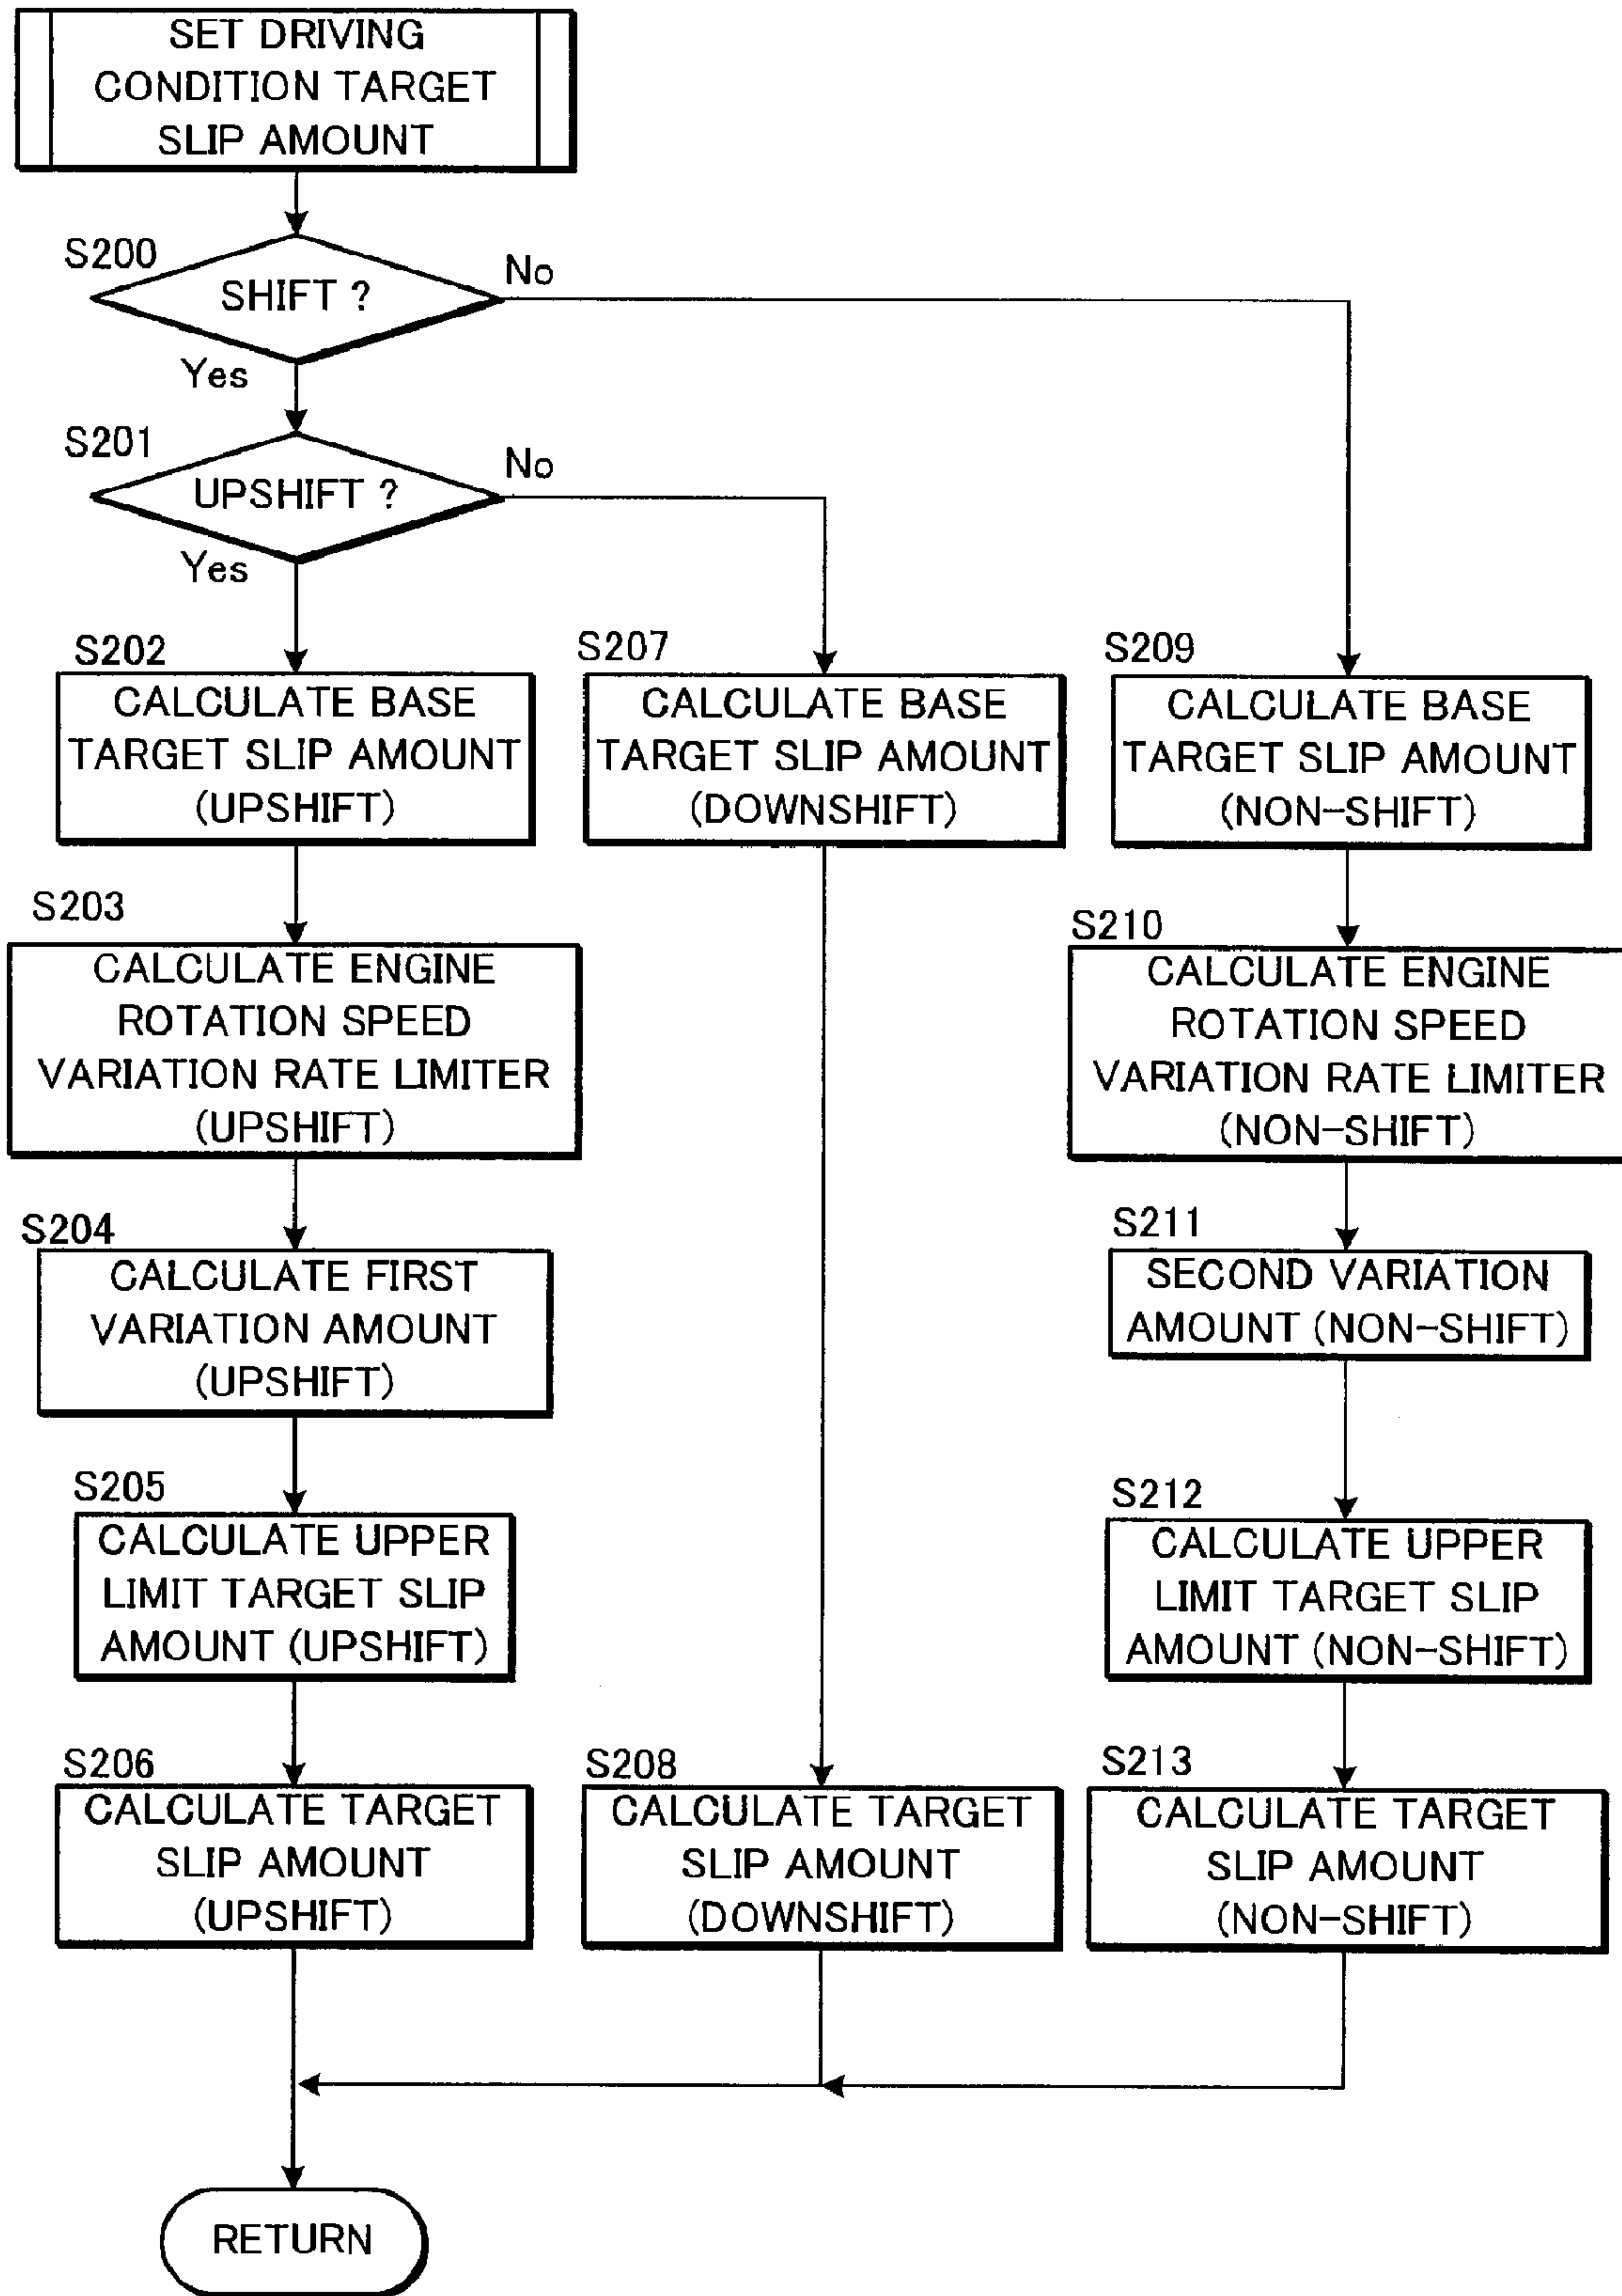 SET DRIVING
CONDITION TARGET
SLIP AMOUNT
S200
SHIFT ?
No
Yes
S201
UPSHIFT ?
No
Yes
S202
CALCULATE BASE
TARGET SLIP AMOUNT
(UPSHIFT)
S203
CALCULATE ENGINE
ROTATION SPEED
VARIATION RATE LIMITER
(UPSHIFT)
S204
CALCULATE FIRST
VARIATION AMOUNT
(UPSHIFT)
S205
CALCULATE UPPER
LIMIT TARGET SLIP
AMOUNT (UPSHIFT)
S206
CALCULATE TARGET
SLIP AMOUNT
(UPSHIFT)
S207
CALCULATE BASE
TARGET SLIP AMOUNT
(DOWNSHIFT)
S208
CALCULATE TARGET
SLIP AMOUNT
(DOWNSHIFT)
S209
CALCULATE BASE
TARGET SLIP AMOUNT
(NON-SHIFT)
S210
CALCULATE ENGINE
ROTATION SPEED
VARIATION RATE LIMITER
(NON-SHIFT)
S211
SECOND VARIATION
AMOUNT (NON-SHIFT)
S212
CALCULATE UPPER
LIMIT TARGET SLIP
AMOUNT (NON-SHIFT)
S213
CALCULATE TARGET
SLIP AMOUNT
(NON-SHIFT)
RETURN